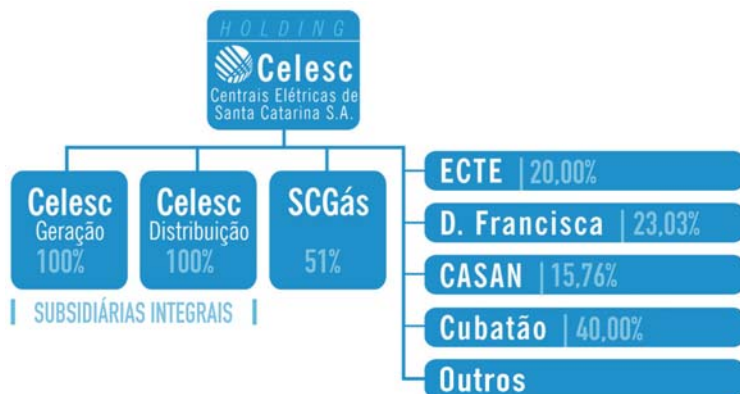 HOLDING
Celesc
Centrais Elétricas de
Santa Catarina S.A.
Celesc
Geração
100%
Celesc
Distribuição
100%
SCGás
51%
SUBSIDIÁRIAS INTEGRAIS
ECTE | 20,00%
D. Francisca | 23,03%
CASAN | 15,76%
Cubatão | 40,00%
Outros